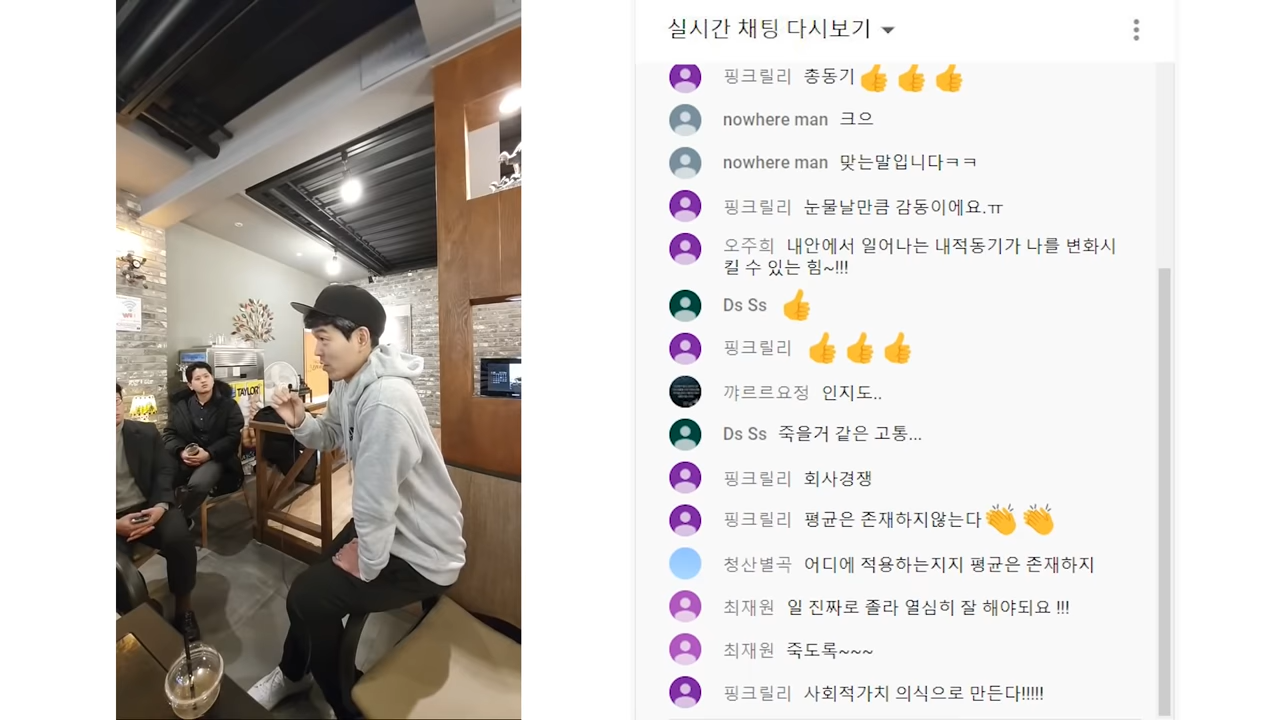 실시간 채팅 다시보기
핑크릴리 총동기👍👍👍
nowhere man 크으
nowhere man 맞는말입니다ㅋㅋ
핑크릴리 눈물날만큼 감동이에요.ㅠ
오주희 내안에서 일어나는 내적동기가 나를 변화시
킬 수 있는 힘~!!!
Ds Ss 👍
핑크릴리 👍👍👍
꺄르르요정 인지도..
Ds Ss 죽을거 같은 고통...
핑크릴리 회사경쟁
핑크릴리 평균은 존재하지않는다👏👏
청산별곡 어디에 적용하는지지 평균은 존재하지
최재원 일 진짜로 졸라 열심히 잘 해야되요 !!!
최재원 죽도록~~~
핑크릴리 사회적가치 의식으로 만든다!!!!!
TAYLOR